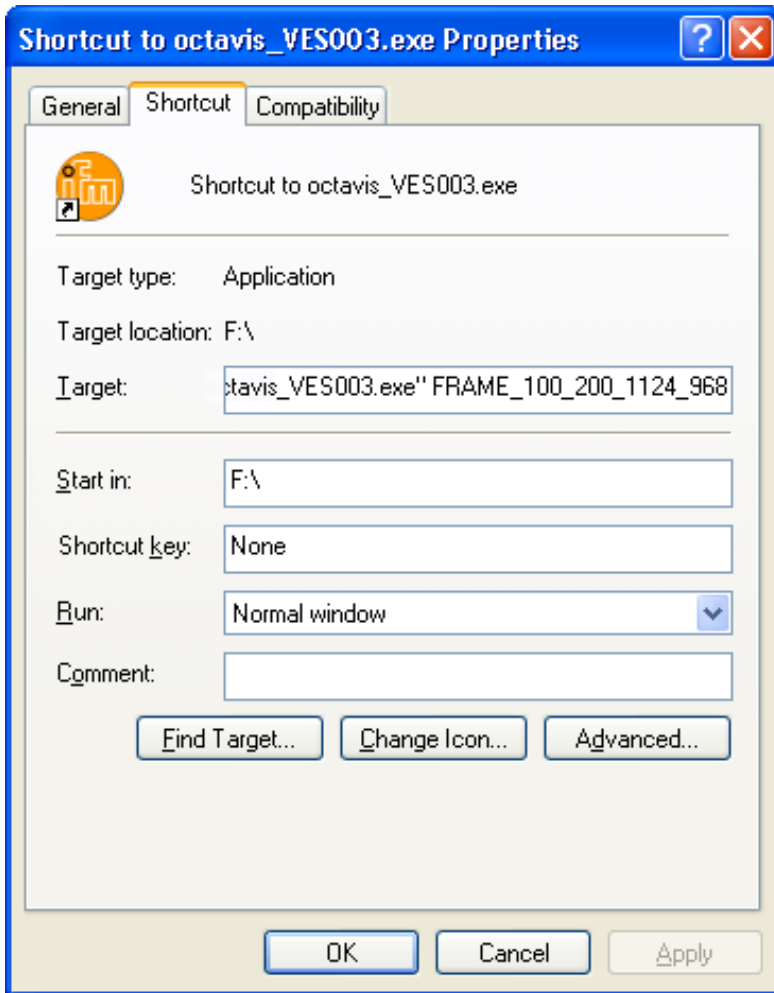 Shortcut to octavis_VES003.exe Properties
General Shortcut Compatibility
ifm
Shortcut to octavis_VES003.exe
Target type: Application
Target location: F:\
Target: ctavis_VES003.exe" FRAME_100_200_1124_968
Start in: F:\
Shortcut key: None
Run: Normal window
Comment:
Find Target... Change Icon... Advanced...
OK Cancel Apply